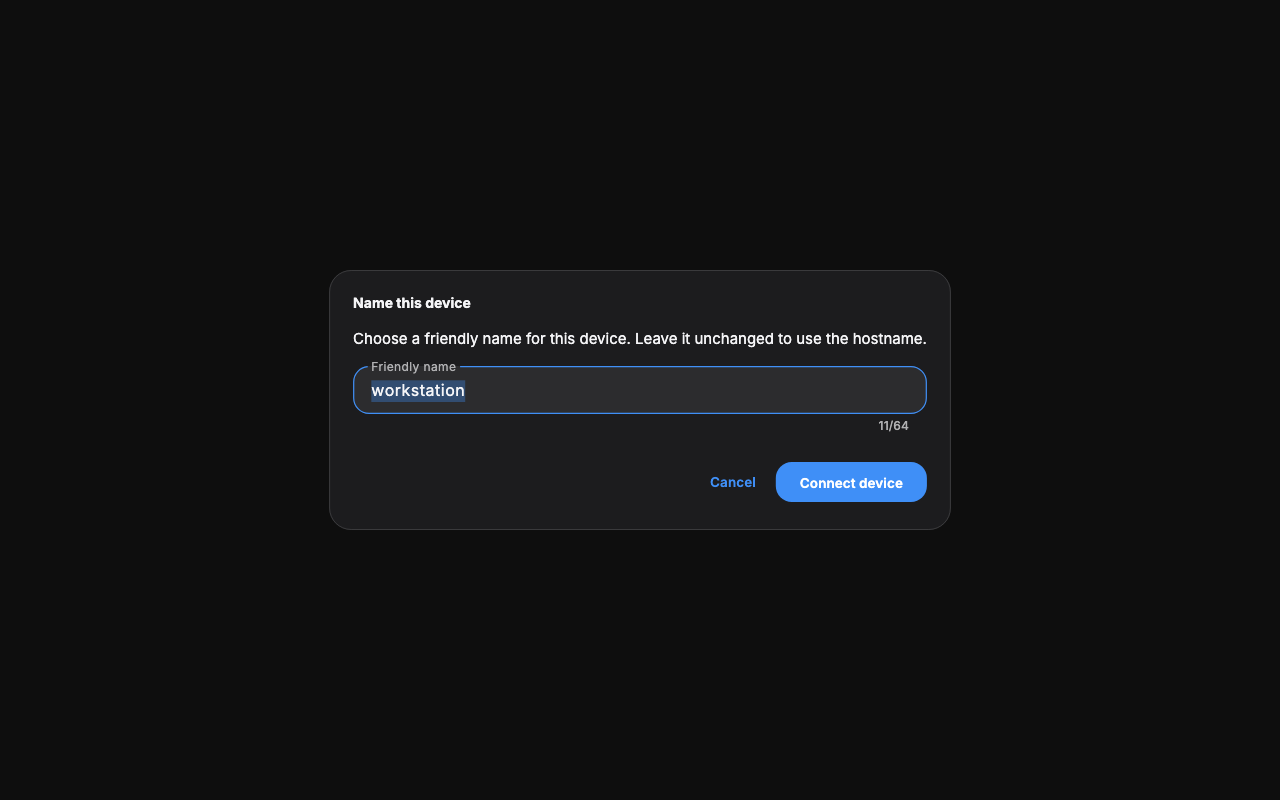 Name this device
Choose a friendly name for this device. Leave it unchanged to use the hostname.
Friendly name
workstation
11/64
Cancel
Connect device